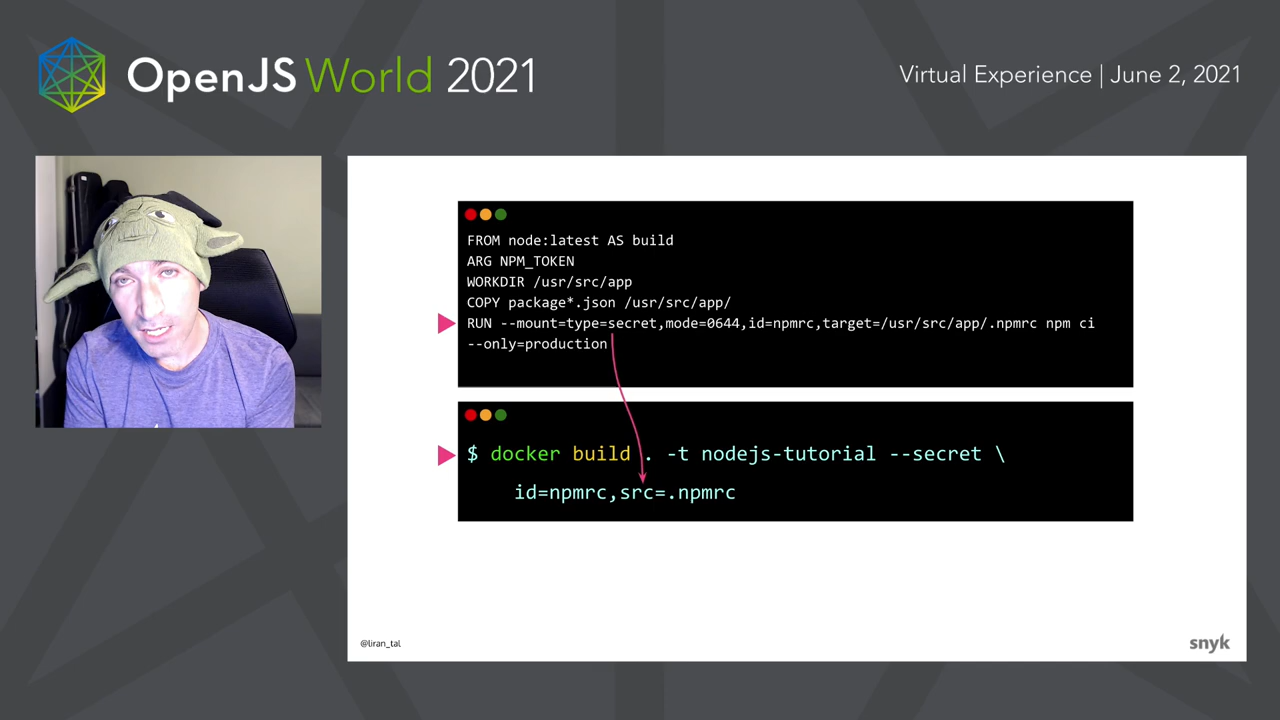 OpenJS World 2021
Virtual Experience | June 2, 2021
FROM node:latest AS build
ARG NPM_TOKEN
WORKDIR /usr/src/app
COPY package*.json /usr/src/app/
RUN --mount=type=secret,mode=0644,id=npmrc,target=/usr/src/app/.npmrc npm ci
--only=production
$ docker build . -t nodejs-tutorial --secret \
id=npmrc,src=.npmrc
@liran_tal
snyk